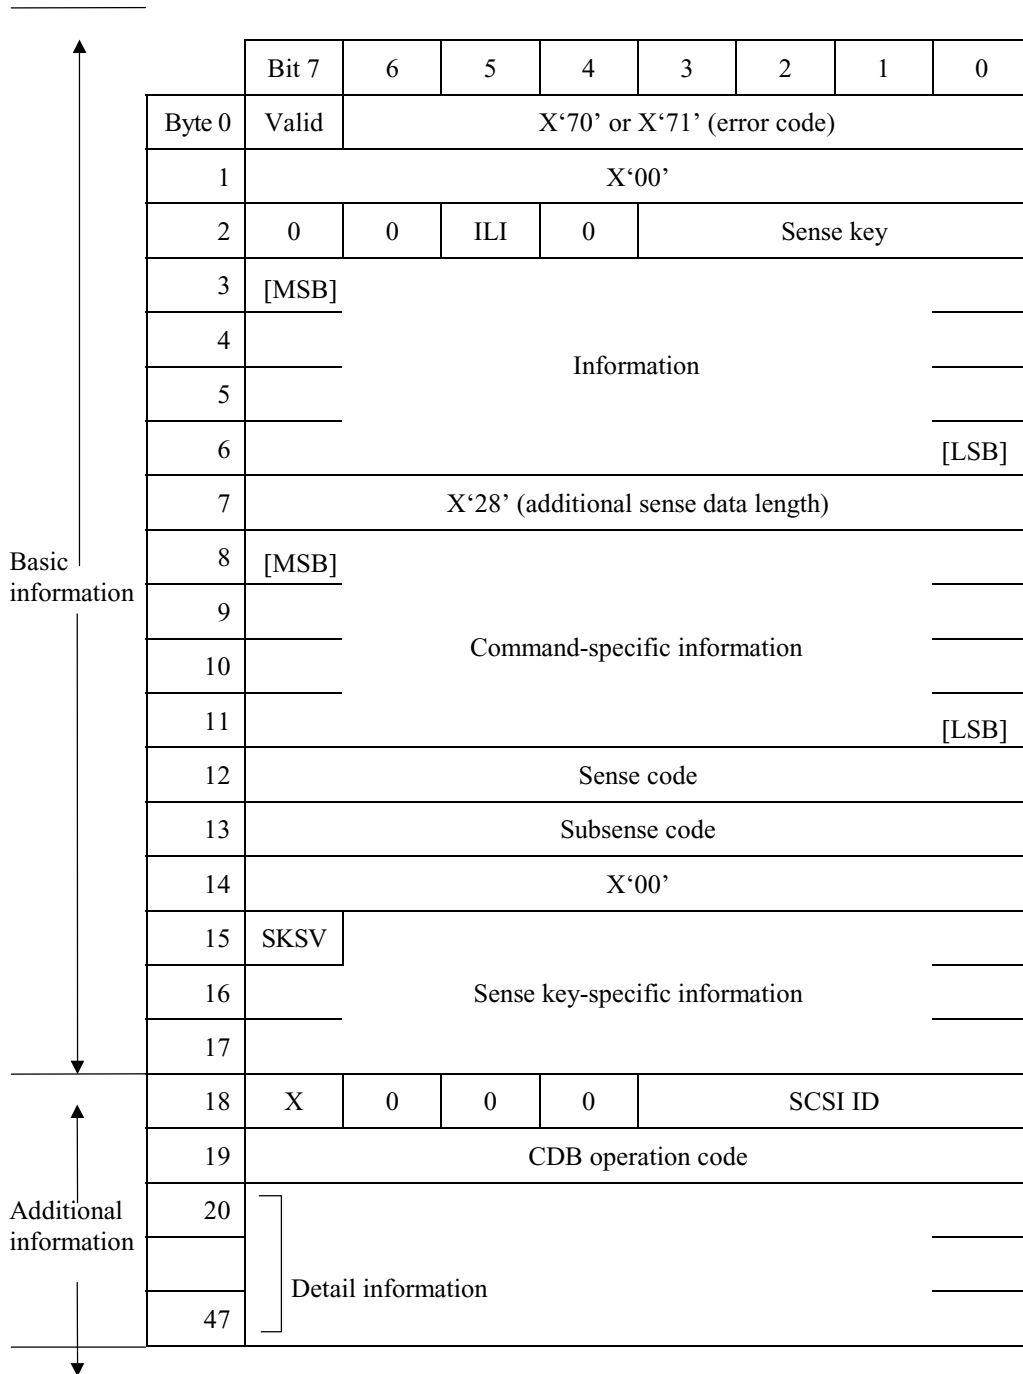 Bit 7 6 5 4 3 2 1 0
Byte 0 Valid X‘70’ or X‘71’ (error code)
1 X‘00’
2 0 0 ILI 0 Sense key
3 [MSB]
4
Information
5
6 [LSB]
7 X‘28’ (additional sense data length)
Basic
information
8 [MSB]
9
Command-specific information
10
11 [LSB]
12 Sense code
13 Subsense code
14 X‘00’
15 SKSV
16 Sense key-specific information
17
18 X 0 0 0 SCSI ID
19 CDB operation code
Additional
information
20
Detail information
47